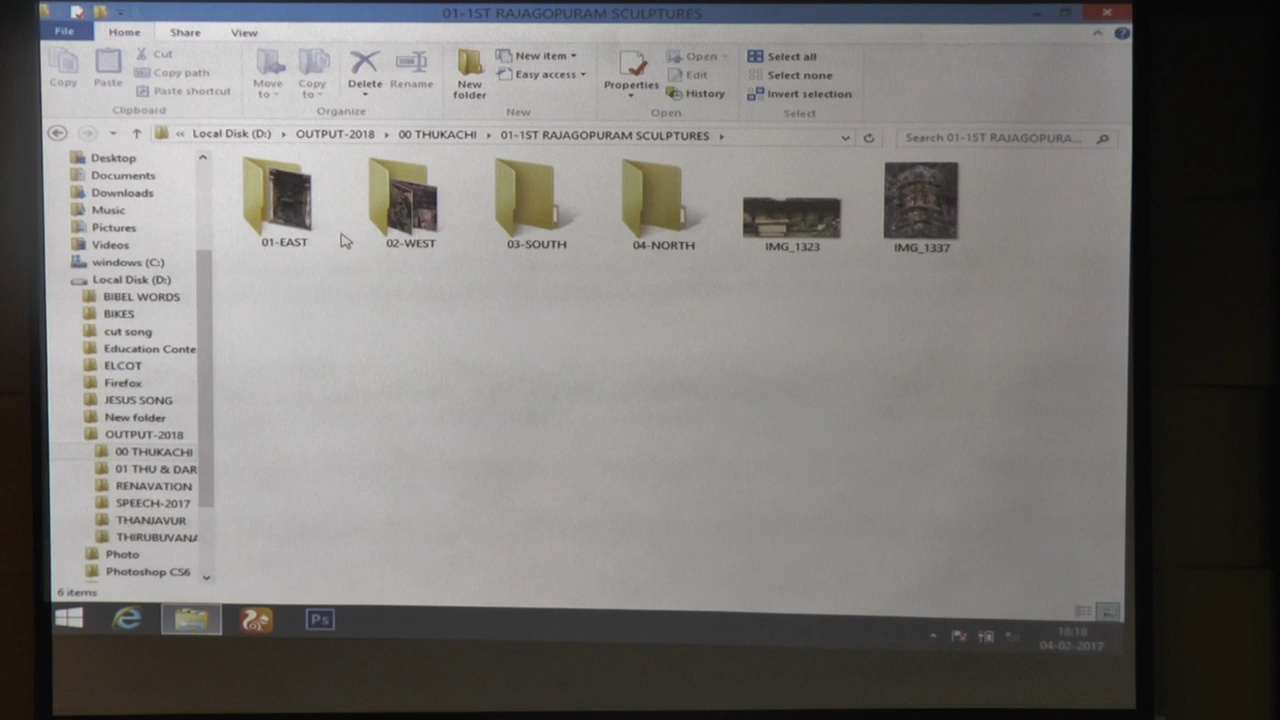 01-1ST RAJAGOPURAM SCULPTURES
File Home Share View
Copy
Paste
Cut
Copy path
Paste shortcut
Clipboard
Move to
Copy to
Delete
Rename
Organize
New folder
New item
Easy access
New
Properties
Open
Edit
History
Open
Select all
Select none
Invert selection
Select
« Local Disk (D:) OUTPUT-2018 00 THUKACHI 01-1ST RAJAGOPURAM SCULPTURES
Search 01-1ST RAJAGOPURA...
Desktop
Documents
Downloads
Music
Pictures
Videos
windows (C:)
Local Disk (D:)
BIBEL WORDS
BIKES
cut song
Education Conte
ELCOT
Firefox
JESUS SONG
New folder
OUTPUT-2018
00 THUKACHI
01 THU & DAR
RENAVATION
SPEECH-2017
THANJAVUR
THIRUBUVANA
Photo
Photoshop CS6
01-EAST
02-WEST
03-SOUTH
04-NORTH
IMG_1323
IMG_1337
6 items
Ps
18:18
04-02-2017